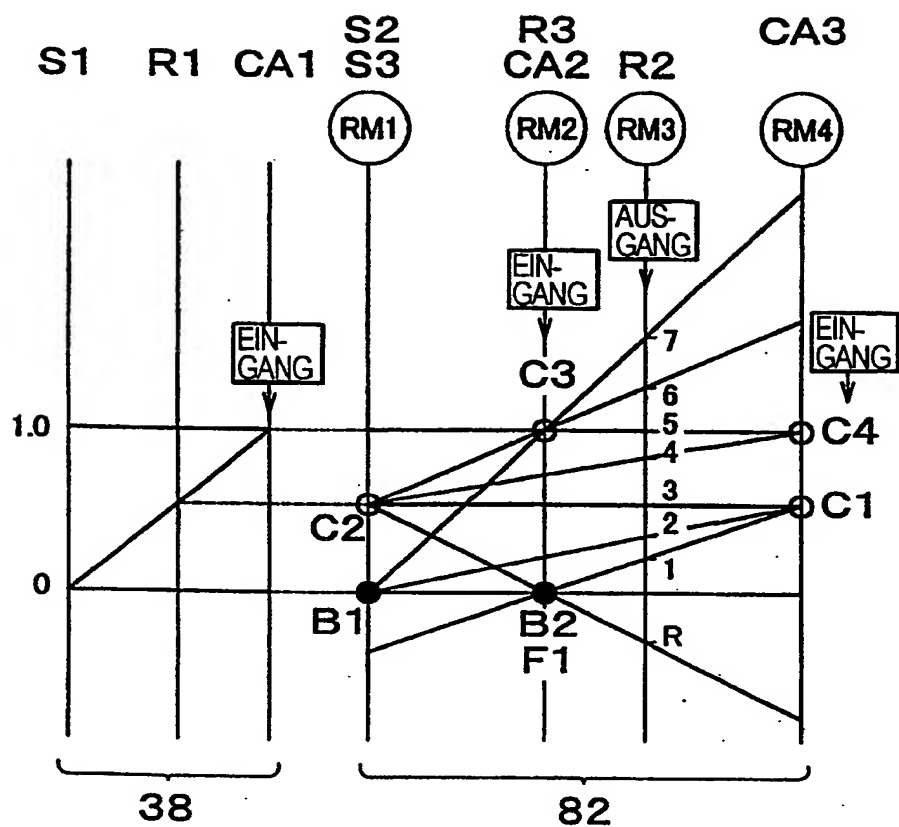 S1 R1 CA1 S2 R3 R2 CA3
S3 CA2
RM1 RM2 RM3 RM4
AUS-
GANG
EIN-
GANG
EIN-
GANG
EIN-
GANG
7
C3
6
1.0
5
C4
4
3
C1
C2
2
1
0
B1
B2
F1
R
38
82